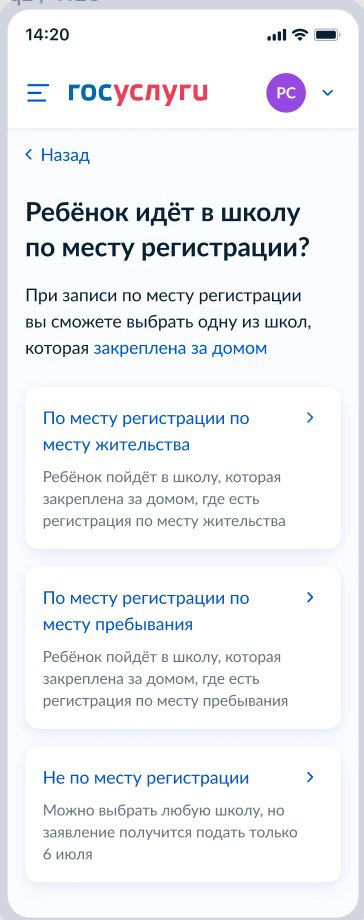 14:20
госуслуги
РС
Назад
Ребёнок идёт в школу
по месту регистрации?
При записи по месту регистрации
вы сможете выбрать одну из школ,
которая закреплена за домом
По месту регистрации по
месту жительства
Ребёнок пойдёт в школу, которая
закреплена за домом, где есть
регистрация по месту жительства
По месту регистрации по
месту пребывания
Ребёнок пойдёт в школу, которая
закреплена за домом, где есть
регистрация по месту пребывания
Не по месту регистрации
Можно выбрать любую школу, но
заявление получится подать только
6 июля